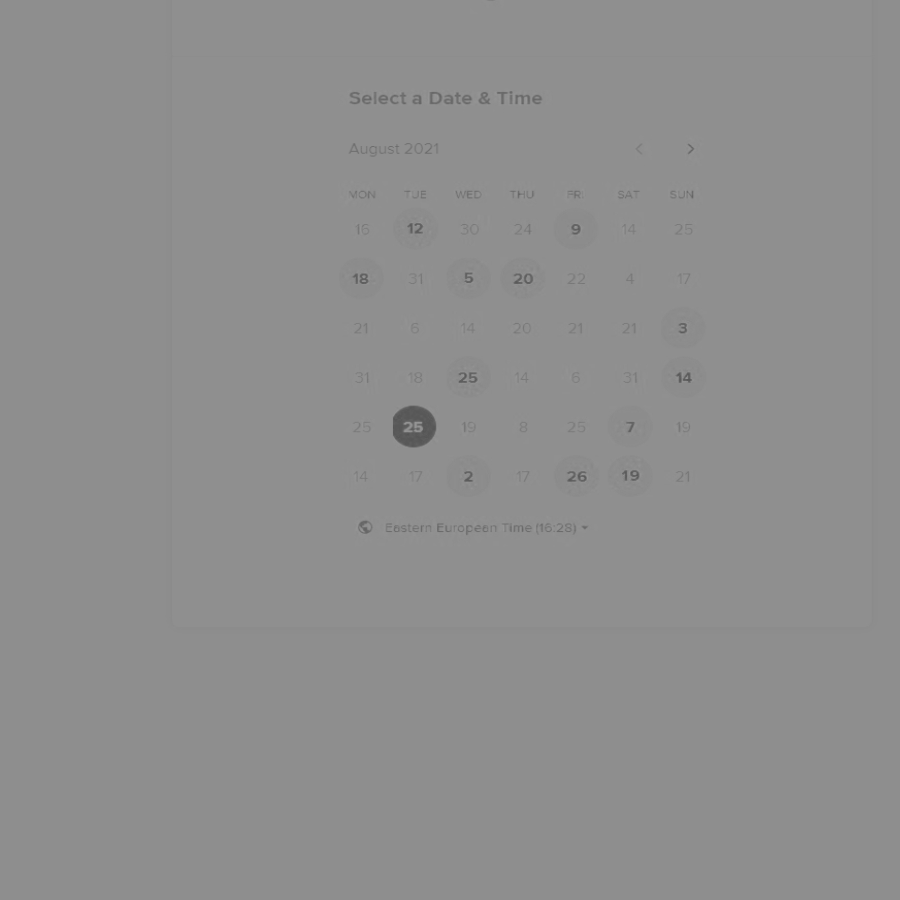 Select a Date & Time
August 2021
MON TUE WED THU FRI SAT SUN
16 12 30 24 9 14 25
18 31 5 20 22 4 17
21 6 14 20 21 21 3
31 18 25 14 6 31 14
25 25 19 8 25 7 19
14 17 2 17 26 19 21
Eastern European Time (16:28)